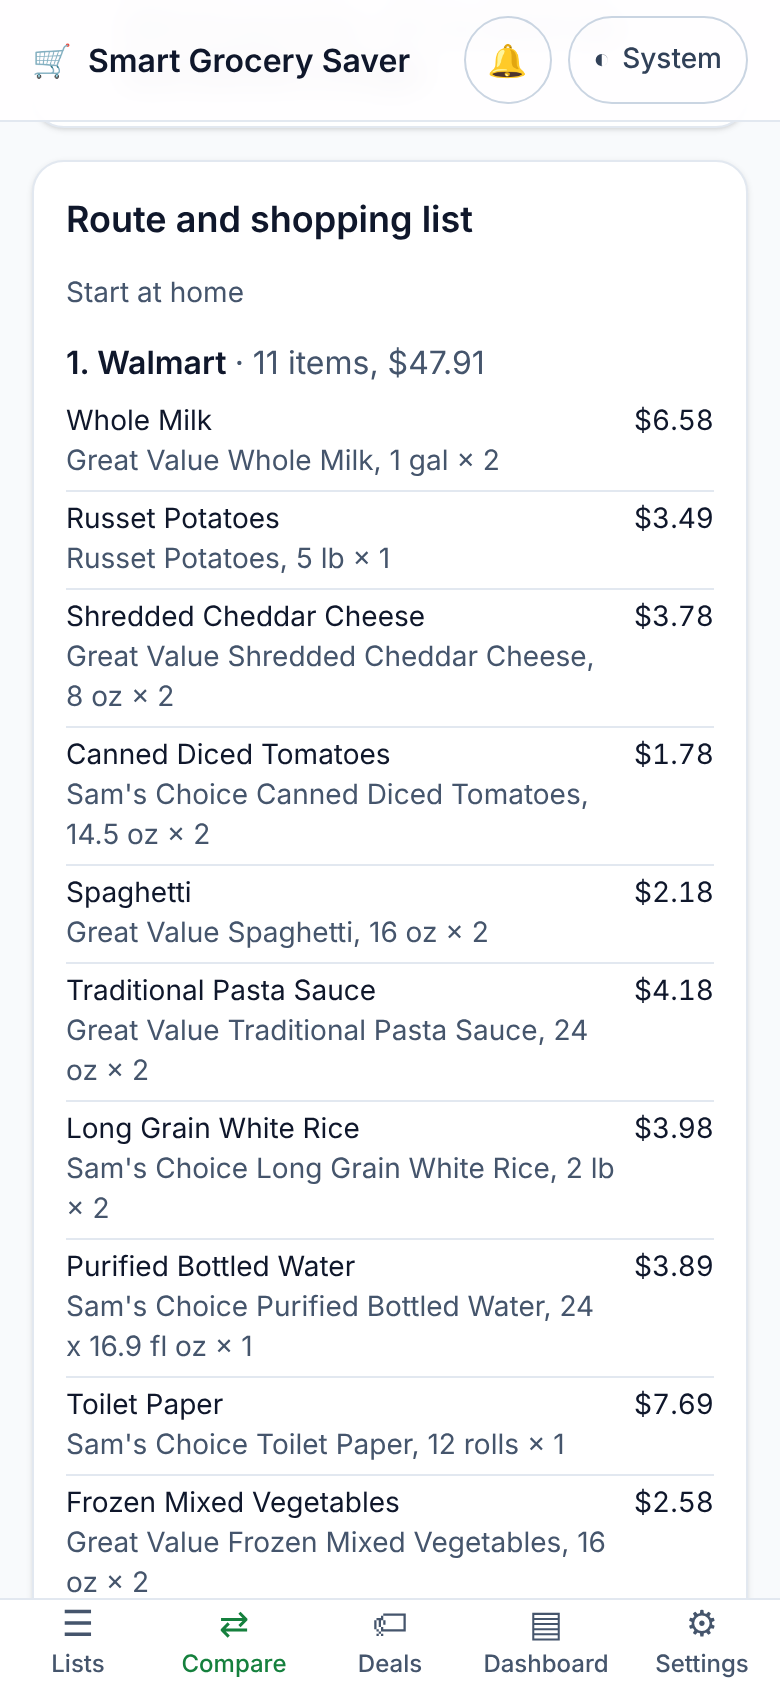 Smart Grocery Saver
System
Route and shopping list
Start at home
1. Walmart · 11 items, $47.91
Whole Milk $6.58
Great Value Whole Milk, 1 gal × 2
Russet Potatoes $3.49
Russet Potatoes, 5 lb × 1
Shredded Cheddar Cheese $3.78
Great Value Shredded Cheddar Cheese,
8 oz × 2
Canned Diced Tomatoes $1.78
Sam's Choice Canned Diced Tomatoes,
14.5 oz × 2
Spaghetti $2.18
Great Value Spaghetti, 16 oz × 2
Traditional Pasta Sauce $4.18
Great Value Traditional Pasta Sauce, 24
oz × 2
Long Grain White Rice $3.98
Sam's Choice Long Grain White Rice, 2 lb
× 2
Purified Bottled Water $3.89
Sam's Choice Purified Bottled Water, 24
x 16.9 fl oz × 1
Toilet Paper $7.69
Sam's Choice Toilet Paper, 12 rolls × 1
Frozen Mixed Vegetables $2.58
Great Value Frozen Mixed Vegetables, 16
oz × 2
Lists Compare Deals Dashboard Settings